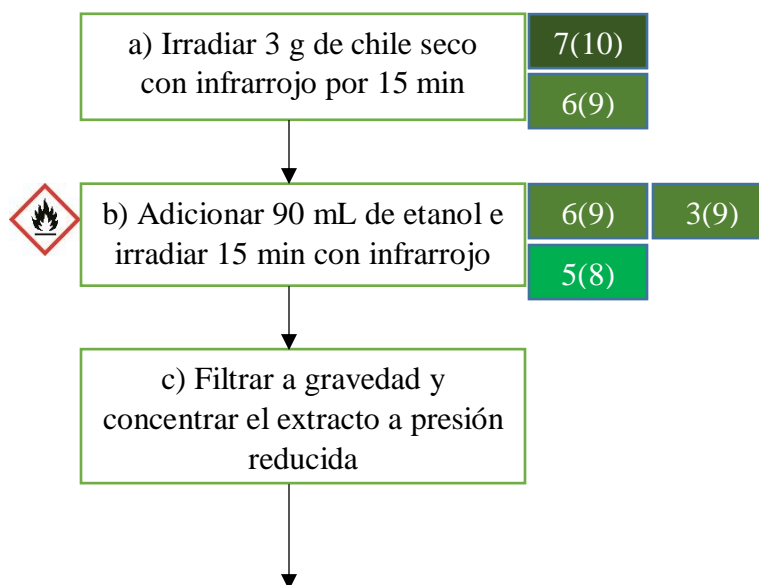 a) Irradiar 3 g de chile seco
con infrarrojo por 15 min
7(10)
6(9)
b) Adicionar 90 mL de etanol e
irradiar 15 min con infrarrojo
6(9)
3(9)
5(8)
c) Filtrar a gravedad y
concentrar el extracto a presión
reducida